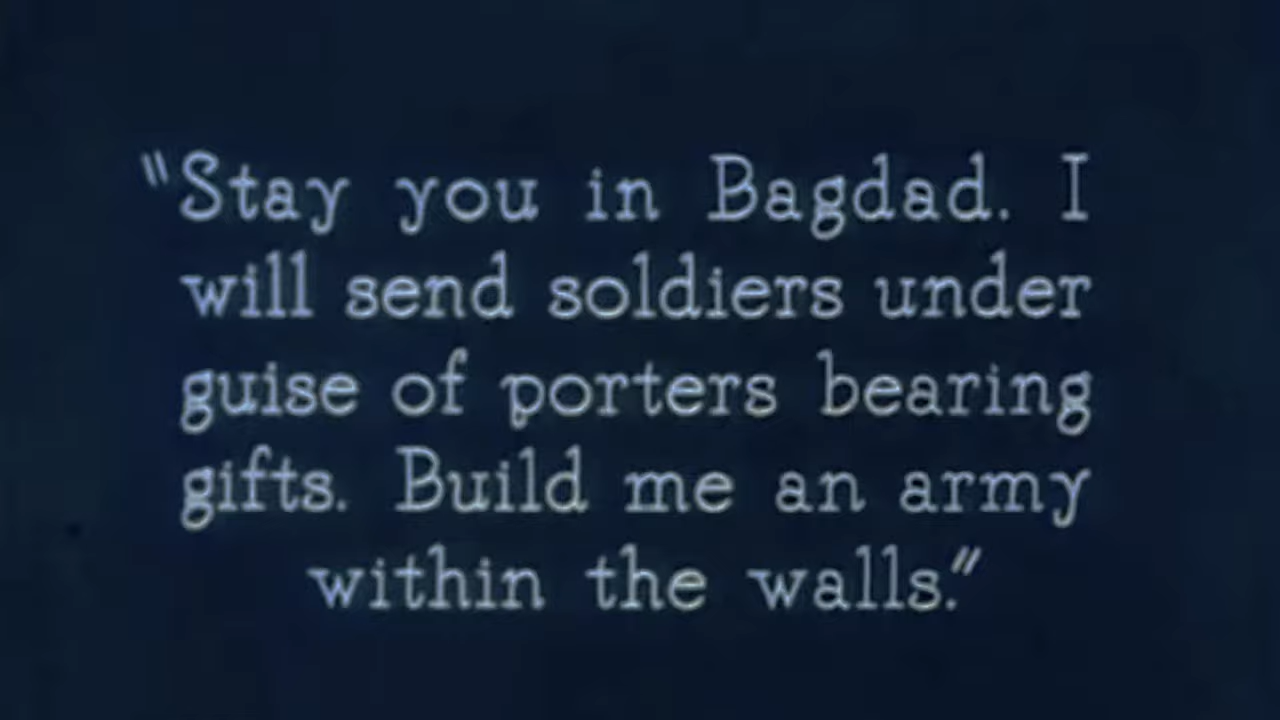 "Stay you in Bagdad. I
will send soldiers under
guise of porters bearing
gifts. Build me an army
within the walls."